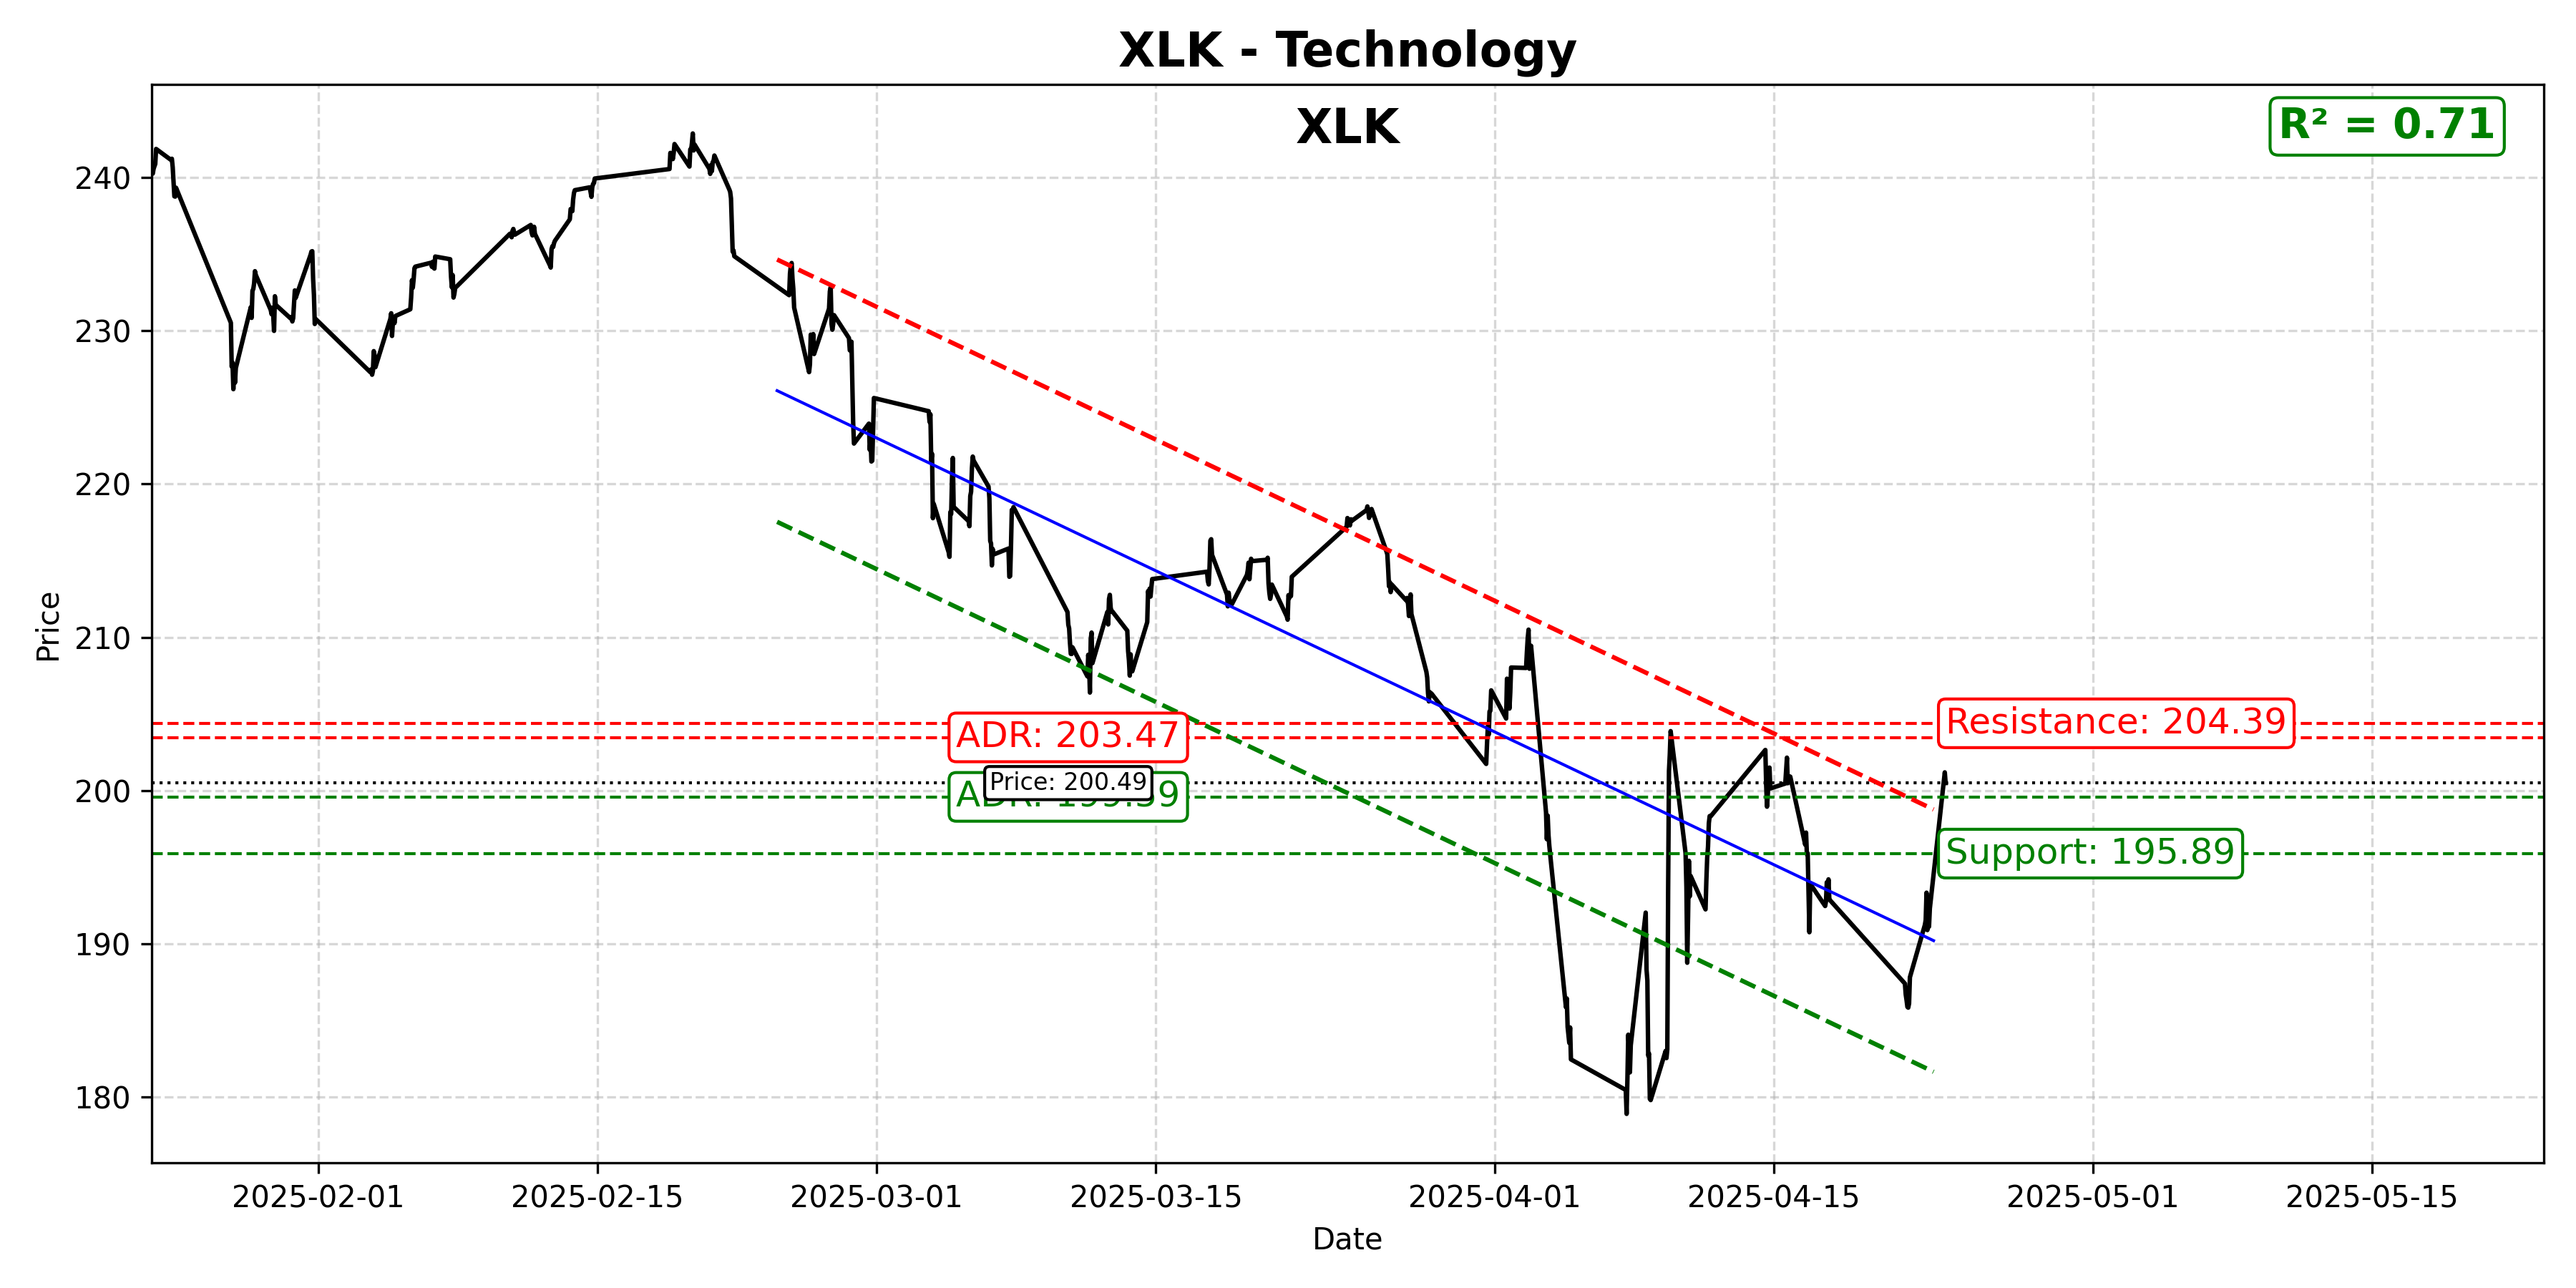 XLK - Technology
XLK
R² = 0.71
240
230
220
210
200
190
180
Price
ADR: 203.47
Price: 200.49
Resistance: 204.39
Support: 195.89
2025-02-01
2025-02-15
2025-03-01
2025-03-15
2025-04-01
2025-04-15
2025-05-01
2025-05-15
Date